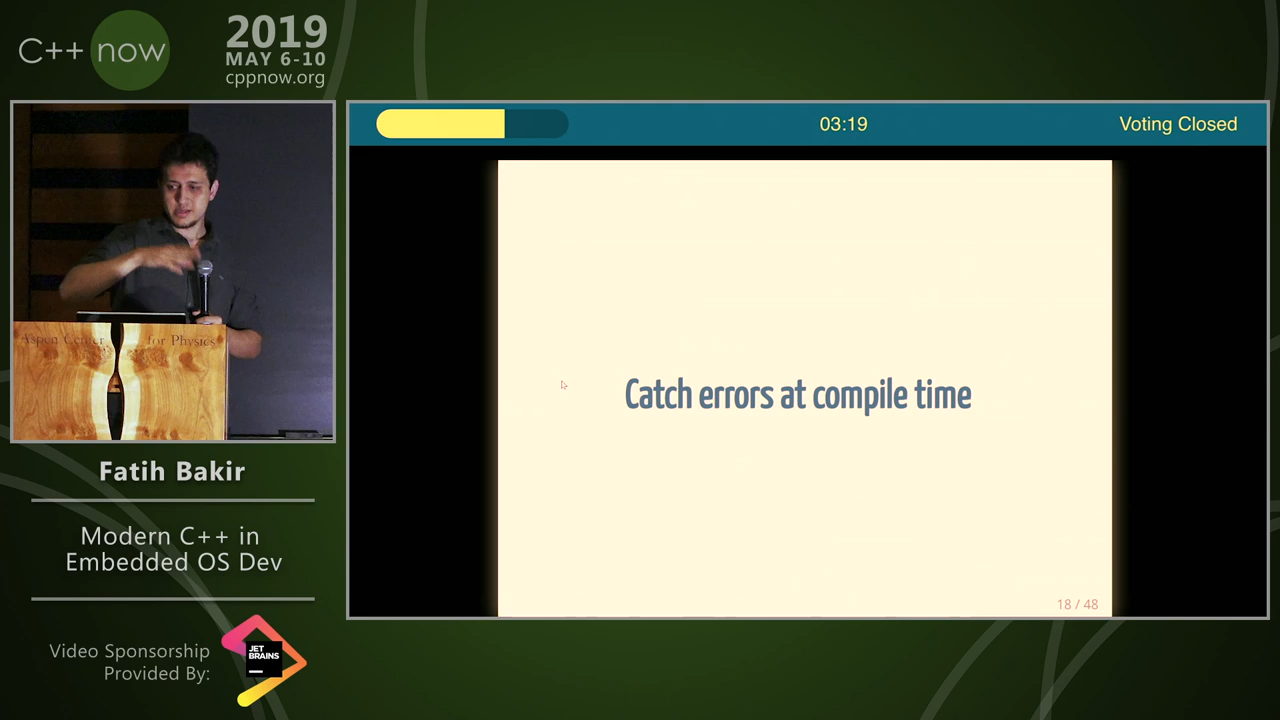 C++ now
2019
MAY 6-10
cppnow.org
03:19
Voting Closed
Aspen Center for Physics
Catch errors at compile time
18 / 48
Fatih Bakir
Modern C++ in
Embedded OS Dev
Video Sponsorship
Provided By:
JET
BRAINS